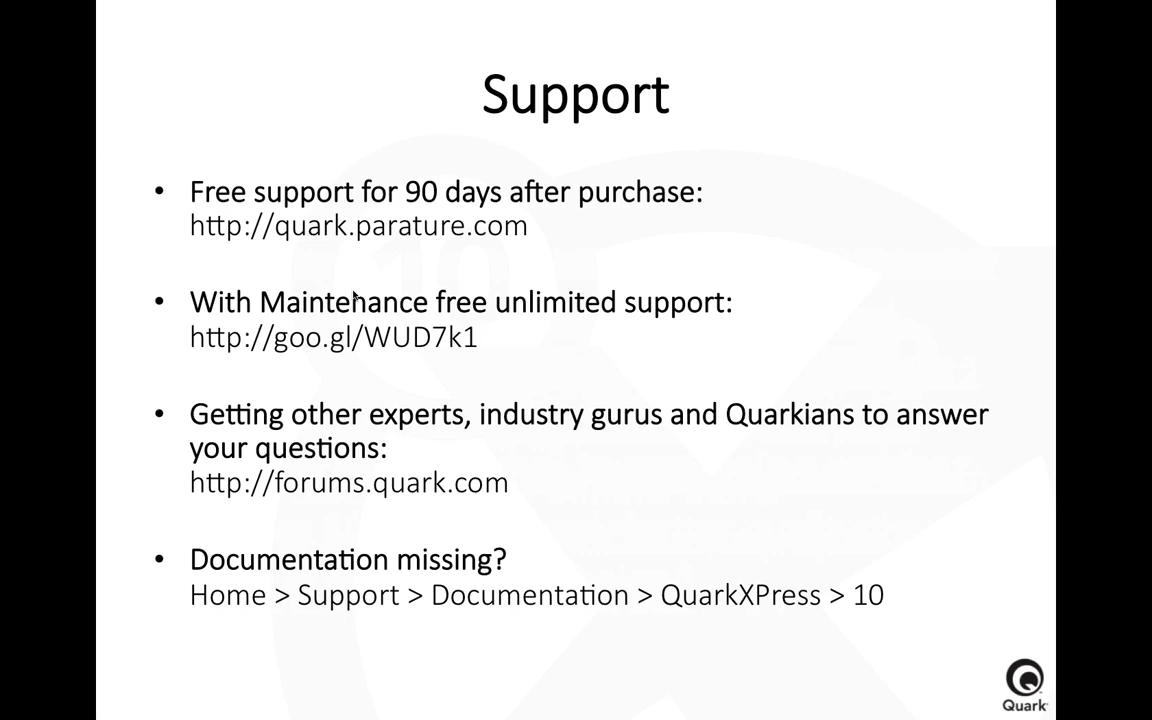 Support
• Free support for 90 days after purchase:
http://quark.parature.com
• With Maintenance free unlimited support:
http://goo.gl/WUD7k1
• Getting other experts, industry gurus and Quarkians to answer
your questions:
http://forums.quark.com
• Documentation missing?
Home > Support > Documentation > QuarkXPress > 10
Quark